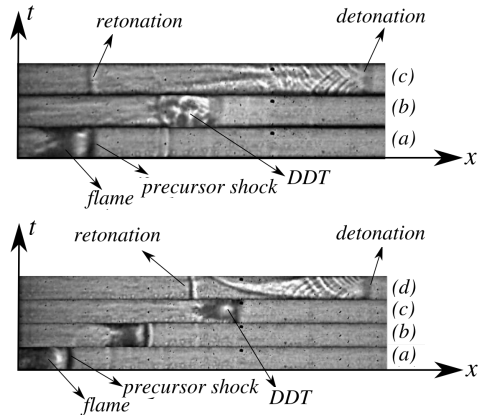 t
retonation
detonation
(c)
(b)
(a)
x
flame
precursor shock
DDT
t
retonation
detonation
(d)
(c)
(b)
(a)
x
flame
precursor shock
DDT